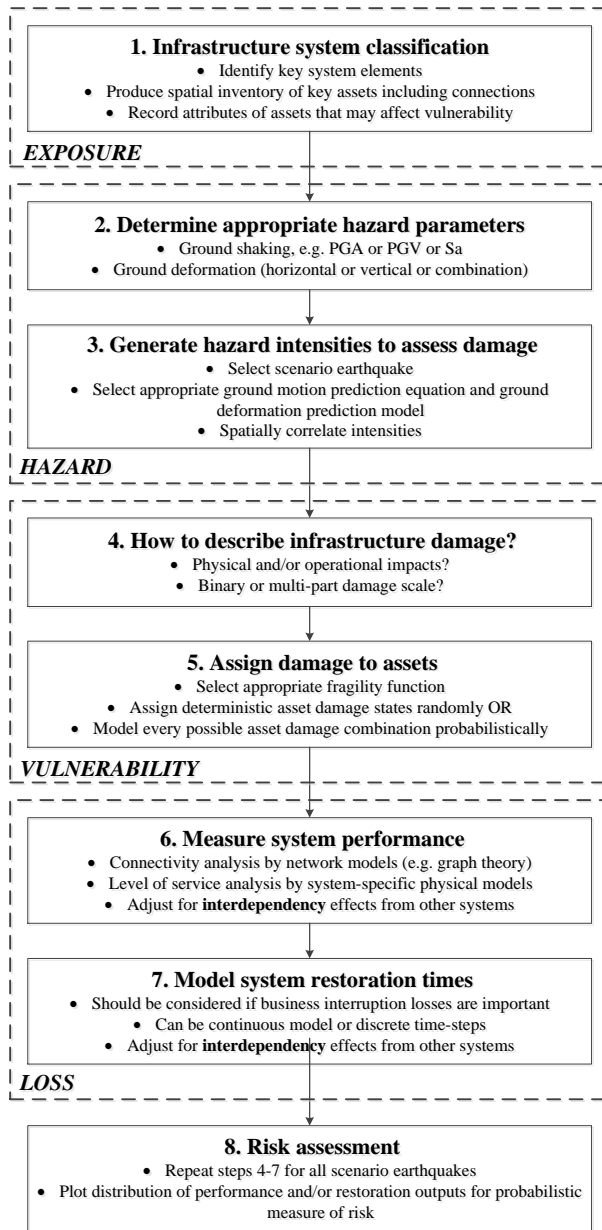 1. Infrastructure system classification
• Identify key system elements
• Produce spatial inventory of key assets including connections
• Record attributes of assets that may affect vulnerability
EXPOSURE
2. Determine appropriate hazard parameters
• Ground shaking, e.g. PGA or PGV or Sa
• Ground deformation (horizontal or vertical or combination)
3. Generate hazard intensities to assess damage
• Select scenario earthquake
• Select appropriate ground motion prediction equation and ground
deformation prediction model
• Spatially correlate intensities
HAZARD
4. How to describe infrastructure damage?
• Physical and/or operational impacts?
• Binary or multi-part damage scale?
5. Assign damage to assets
• Select appropriate fragility function
• Assign deterministic asset damage states randomly OR
• Model every possible asset damage combination probabilistically
VULNERABILITY
6. Measure system performance
• Connectivity analysis by network models (e.g. graph theory)
• Level of service analysis by system-specific physical models
• Adjust for interdependency effects from other systems
7. Model system restoration times
• Should be considered if business interruption losses are important
• Can be continuous model or discrete time-steps
• Adjust for interdependency effects from other systems
LOSS
8. Risk assessment
• Repeat steps 4-7 for all scenario earthquakes
• Plot distribution of performance and/or restoration outputs for probabilistic
measure of risk